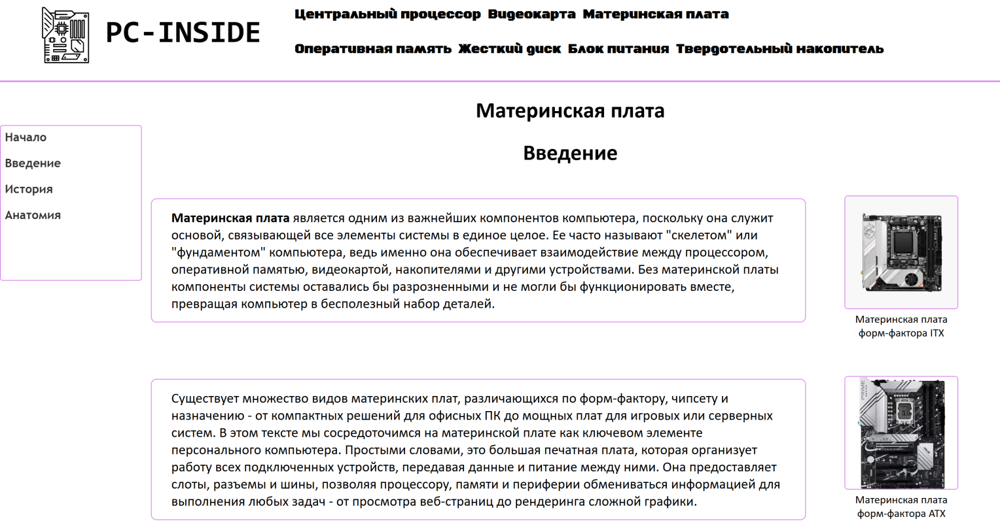 PC-INSIDE
Центральный процессор Видеокарта Материнская плата
Оперативная память Жесткий диск Блок питания Твердотельный накопитель
Материнская плата
Введение
Начало
Введение
История
Анатомия
Материнская плата является одним из важнейших компонентов компьютера, поскольку она служит
основой, связывающей все элементы системы в единое целое. Ее часто называют "скелетом" или
"фундаментом" компьютера, ведь именно она обеспечивает взаимодействие между процессором,
оперативной памятью, видеокартой, накопителями и другими устройствами. Без материнской платы
компоненты системы оставались бы разрозненными и не могли бы функционировать вместе,
превращая компьютер в бесполезный набор деталей.
Материнская плата
форм-фактора ITX
Существует множество видов материнских плат, различающихся по форм-фактору, чипсету и
назначению - от компактных решений для офисных ПК до мощных плат для игровых или серверных
систем. В этом тексте мы сосредоточимся на материнской плате как ключевом элементе
персонального компьютера. Простыми словами, это большая печатная плата, которая организует
работу всех подключенных устройств, передавая данные и питание между ними. Она предоставляет
слоты, разъемы и шины, позволяя процессору, памяти и периферии обмениваться информацией для
выполнения любых задач - от просмотра веб-страниц до рендеринга сложной графики.
PRIME
Материнская плата
форм-фактора ATX